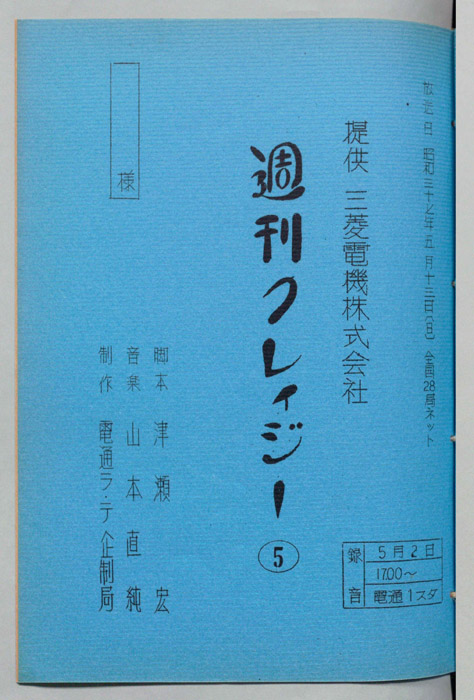 放送日 昭和三十七年五月十三日(日) 全国28局ネット
提供 三菱電機株式会社
週刊クレイジー⑤
録音
5月2日
17.00～
電通1スタ
様
脚本 津瀬宏
音楽 山本直純
制作 電通ラ・テ企制局